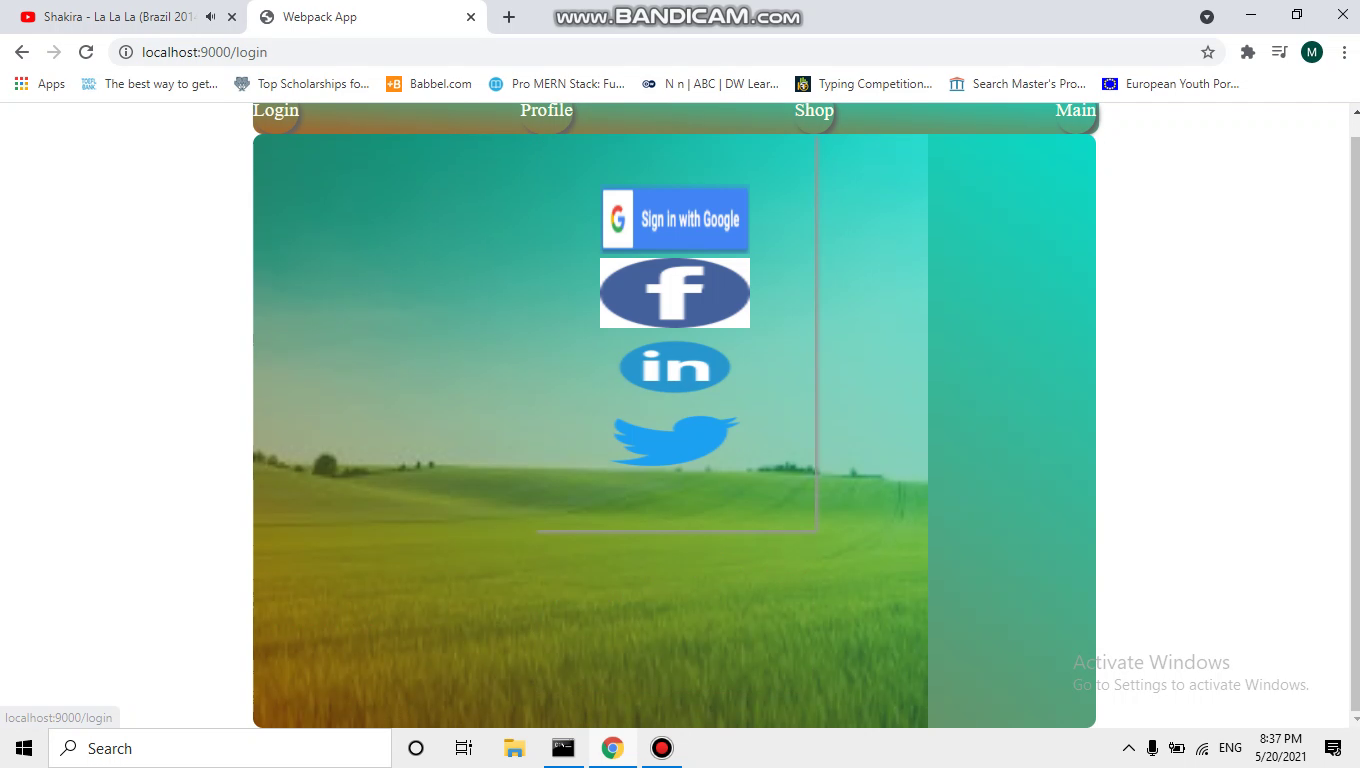 Shakira - La La La (Brazil 201
Webpack App
www.BANDICAM.com
localhost:9000/login
M
Apps
TOEFL BANK
The best way to get...
Top Scholarships fo...
+B
Babbel.com
Pro MERN Stack: Fu...
N n | ABC | DW Lear...
Typing Competition...
Search Master's Pro...
European Youth Por...
Login
Profile
Shop
Main
G
Sign in with Google
f
in
Activate Windows
Go to Settings to activate Windows.
localhost:9000/login
Search
ENG
8:37 PM
5/20/2021